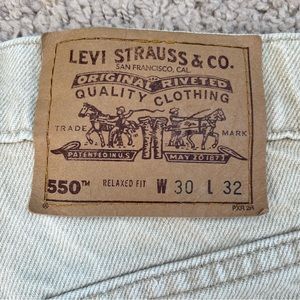 LEVI STRAUSS & CO.
SAN FRANCISCO, CAL.
ORIGINAL RIVETED
QUALITY CLOTHING
TRADE MARK
PATENTED IN U.S. MAY 20 1873
550™ RELAXED FIT W 30 L 32